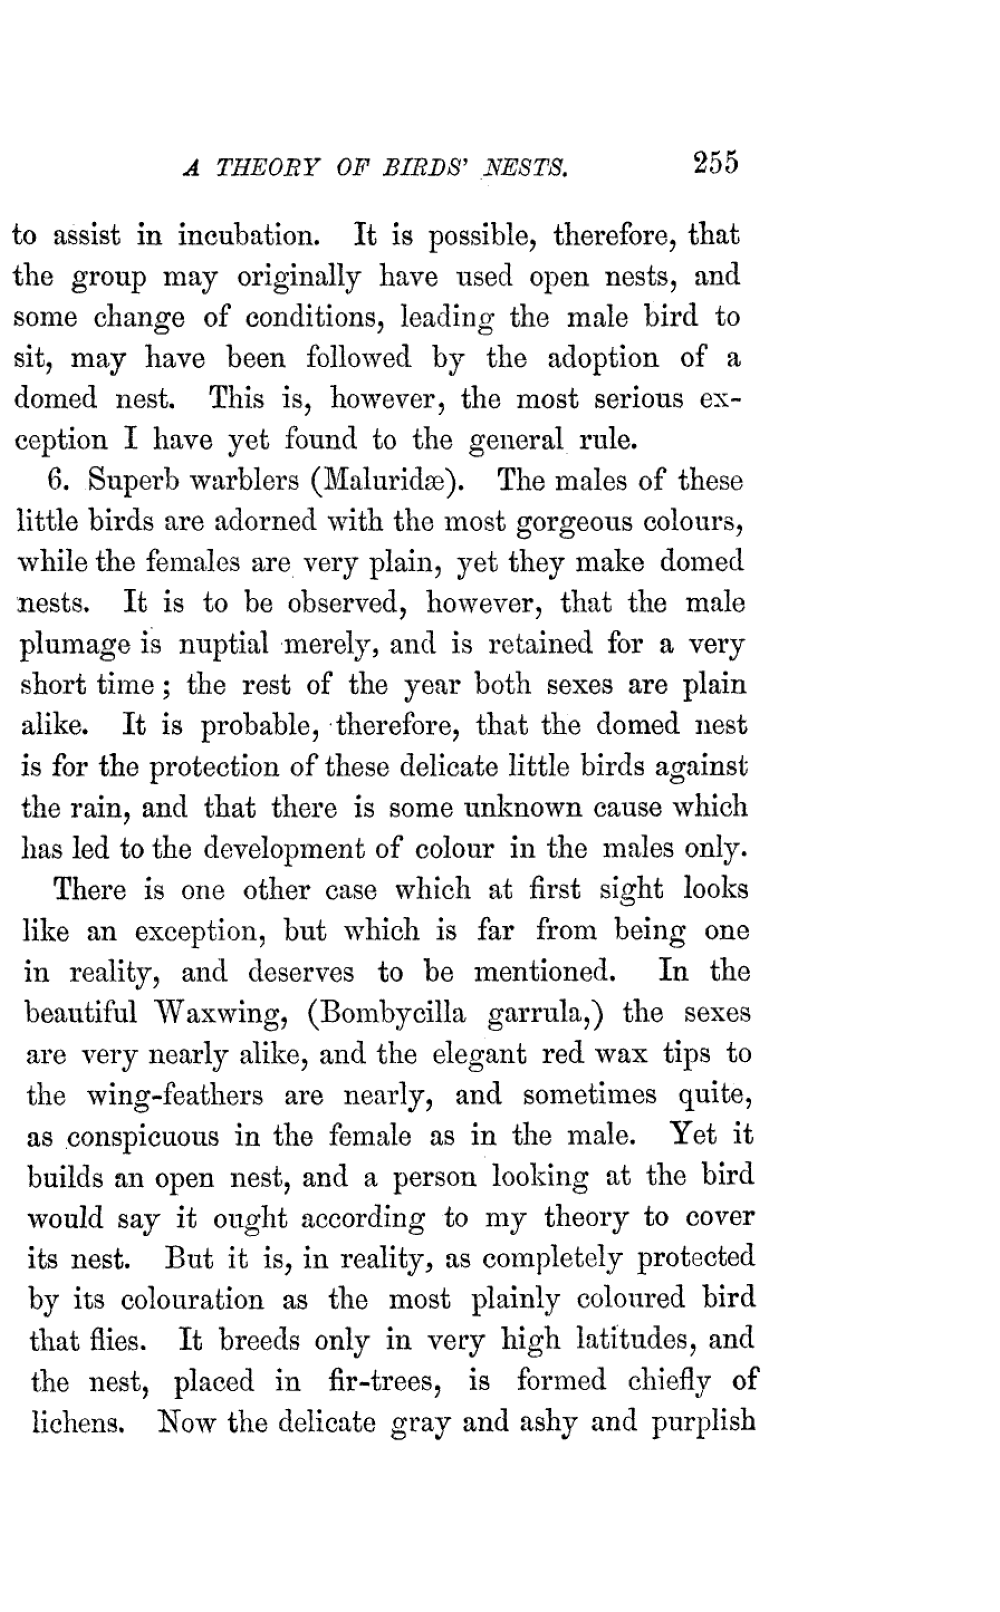 A THEORY OF BIRDS' NESTS. 255
to assist in incubation. It is possible, therefore, that
the group may originally have used open nests, and
some change of conditions, leading the male bird to
sit, may have been followed by the adoption of a
domed nest. This is, however, the most serious ex-
ception I have yet found to the general rule.
6. Superb warblers (Maluridæ). The males of these
little birds are adorned with the most gorgeous colours,
while the females are very plain, yet they make domed
nests. It is to be observed, however, that the male
plumage is nuptial merely, and is retained for a very
short time; the rest of the year both sexes are plain
alike. It is probable, therefore, that the domed nest
is for the protection of these delicate little birds against
the rain, and that there is some unknown cause which
has led to the development of colour in the males only.
There is one other case which at first sight looks
like an exception, but which is far from being one
in reality, and deserves to be mentioned. In the
beautiful Waxwing, (Bombycilla garrula,) the sexes
are very nearly alike, and the elegant red wax tips to
the wing-feathers are nearly, and sometimes quite,
as conspicuous in the female as in the male. Yet it
builds an open nest, and a person looking at the bird
would say it ought according to my theory to cover
its nest. But it is, in reality, as completely protected
by its colouration as the most plainly coloured bird
that flies. It breeds only in very high latitudes, and
the nest, placed in fir-trees, is formed chiefly of
lichens. Now the delicate gray and ashy and purplish